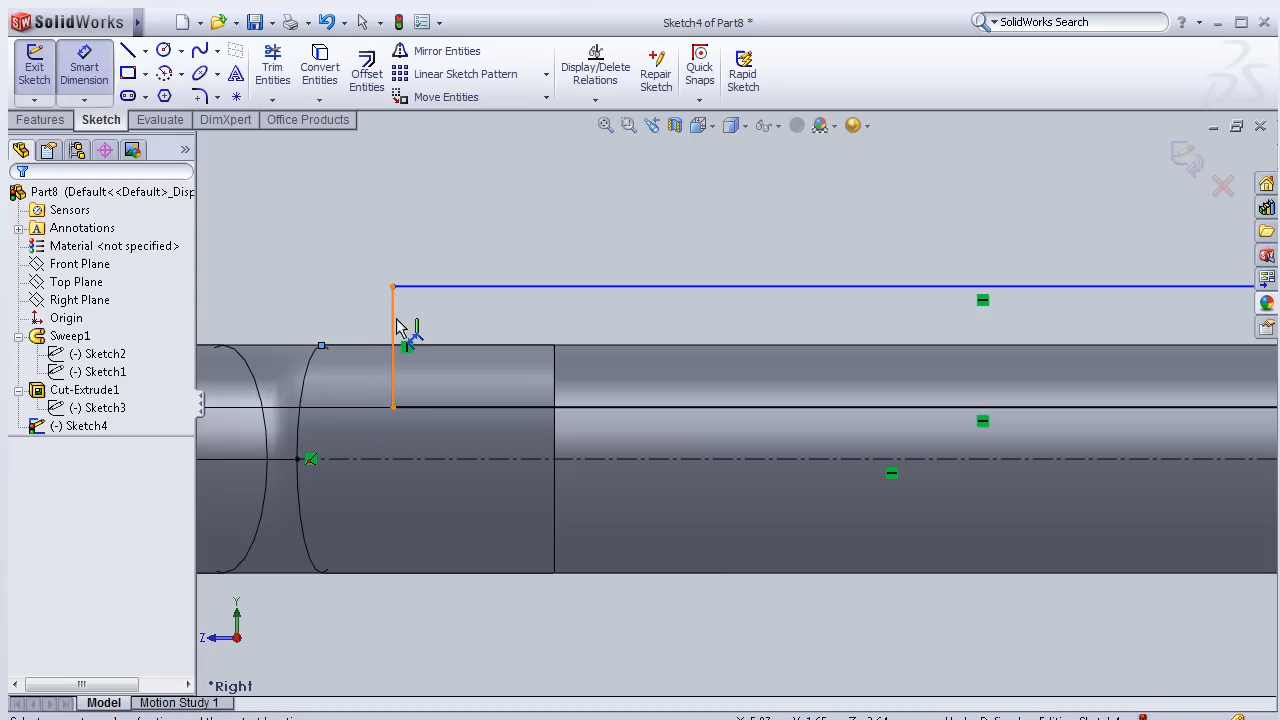 SolidWorks
Sketch4 of Part8 *
SolidWorks Search
Exit Sketch
Smart Dimension
Trim Entities
Convert Entities
Offset Entities
Mirror Entities
Linear Sketch Pattern
Move Entities
Display/Delete Relations
Repair Sketch
Quick Snaps
Rapid Sketch
Features
Sketch
Evaluate
DimXpert
Office Products
Part8 (Default<<Default>_Disp
Sensors
Annotations
Material <not specified>
Front Plane
Top Plane
Right Plane
Origin
Sweep1
(-) Sketch2
(-) Sketch1
Cut-Extrude1
(-) Sketch3
(-) Sketch4
Y
Z
*Right
Model
Motion Study 1